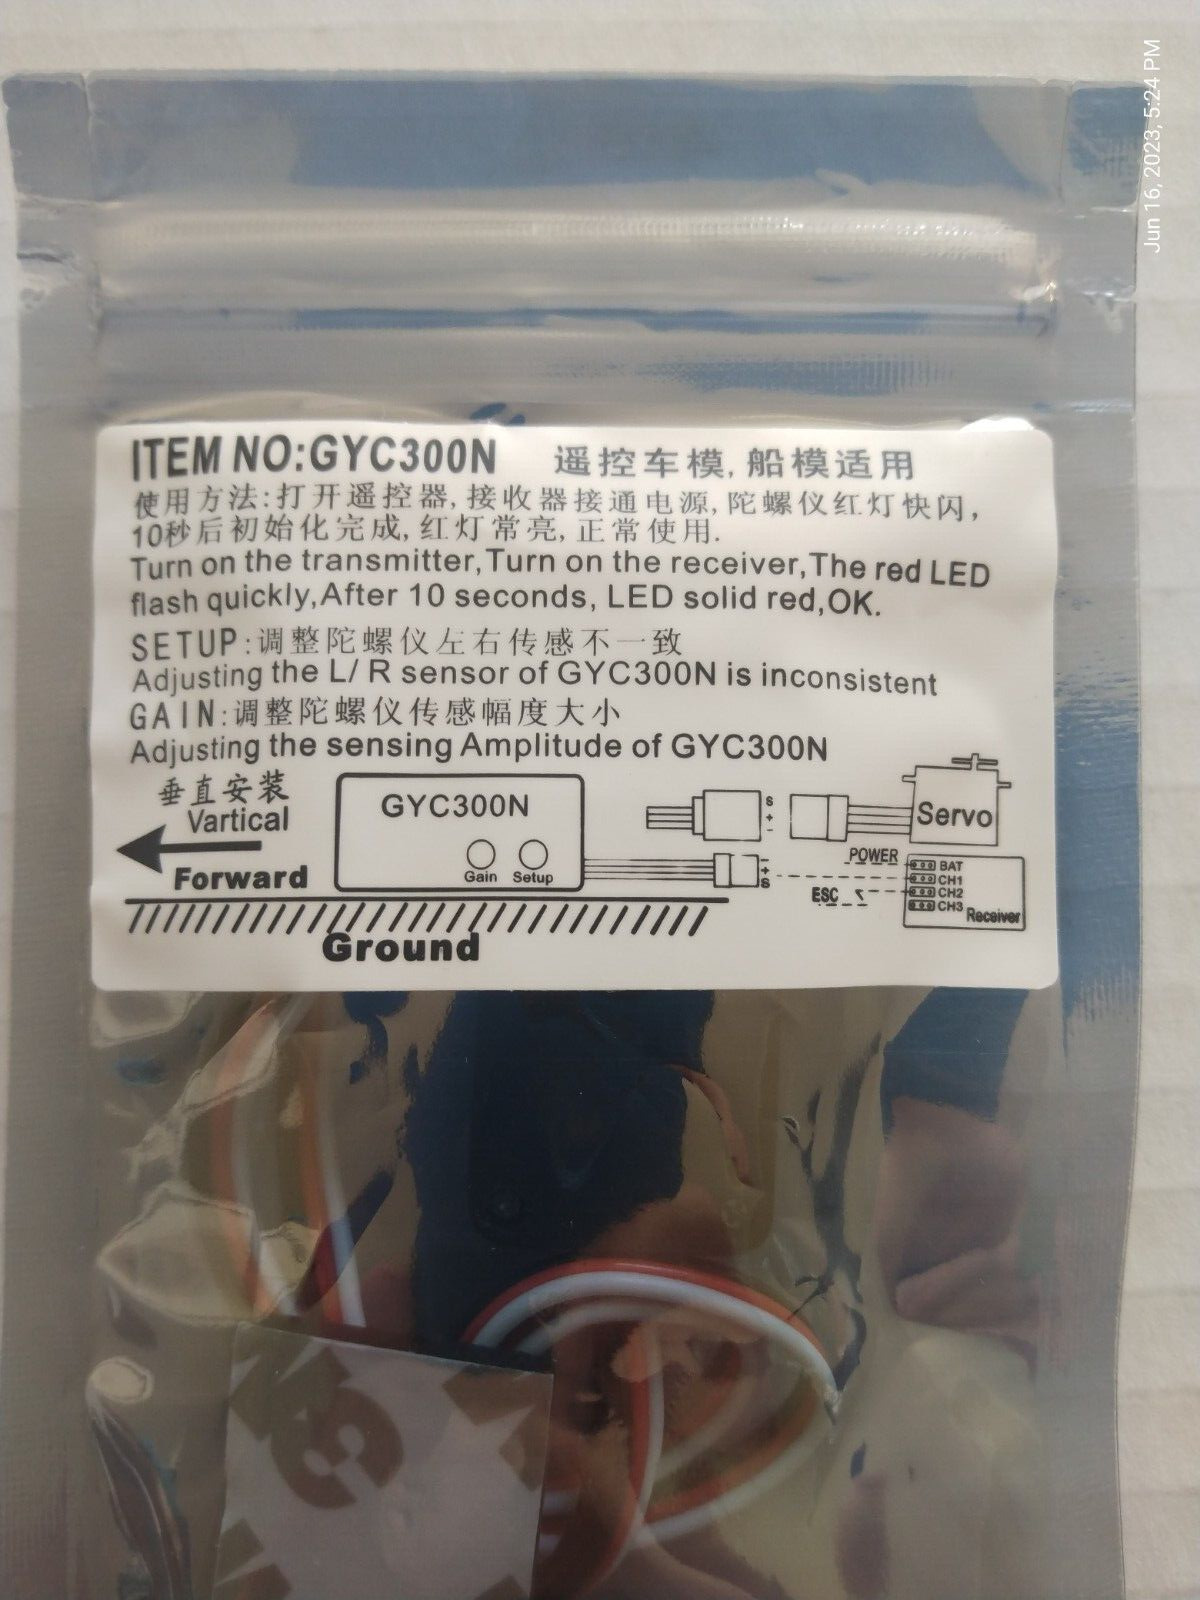 Jun 16, 2023, 5:24 PM
ITEM NO:GYC300N 遥控车模,船模适用
使用方法:打开遥控器,接收器接通电源,陀螺仪红灯快闪,
10秒后初始化完成,红灯常亮,正常使用.
Turn on the transmitter,Turn on the receiver,The red LED
flash quickly,After 10 seconds, LED solid red,OK.
SETUP:调整陀螺仪左右传感不一致
Adjusting the L/ R sensor of GYC300N is inconsistent
GAIN:调整陀螺仪传感幅度大小
Adjusting the sensing Amplitude of GYC300N
垂直安装
Vartical
Forward
GYC300N
Gain Setup
S
+
-
Servo
-
+
S
POWER
ESC
BAT
CH1
CH2
CH3
Receiver
Ground
3M